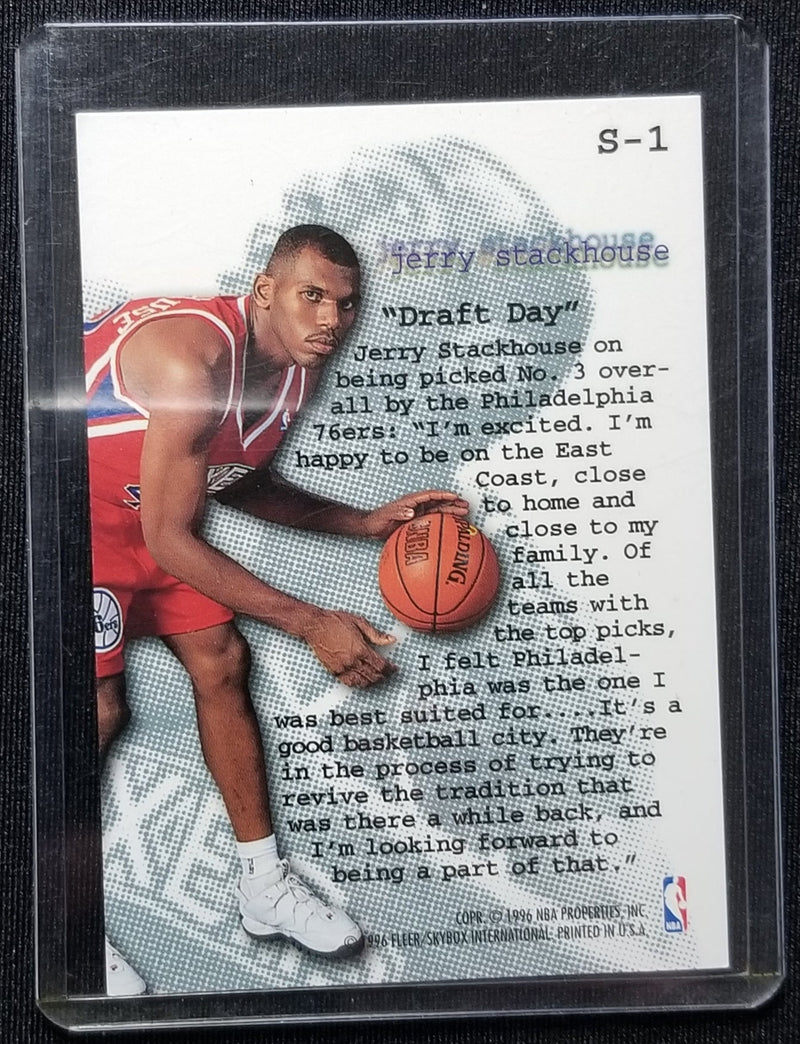 S-1
jerry stackhouse
"Draft Day"
Jerry Stackhouse on
being picked No. 3 over-
all by the Philadelphia
76ers: "I'm excited. I'm
happy to be on the East
Coast, close
to home and
close to my
family. Of
all the
teams with
the top picks,
I felt Philadel-
phia was the one I
was best suited for....It's a
good basketball city. They're
in the process of trying to
revive the tradition that
was there a while back, and
I'm looking forward to
being a part of that."
SPALDING.
NBA
COPR. © 1996 NBA PROPERTIES, INC
© 1996 FLEER/SKYBOX INTERNATIONAL. PRINTED IN U.S.A.
NBA